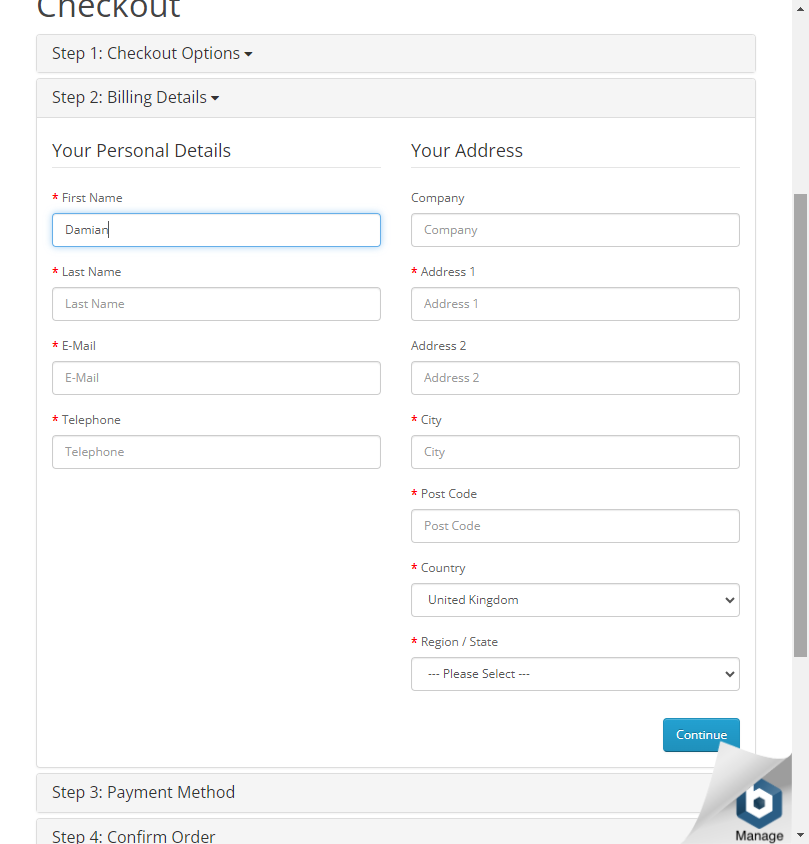 Checkout
Step 1: Checkout Options
Step 2: Billing Details
Your Personal Details
* First Name
Damian
* Last Name
Last Name
* E-Mail
E-Mail
* Telephone
Telephone
Your Address
Company
Company
* Address 1
Address 1
Address 2
Address 2
* City
City
* Post Code
Post Code
* Country
United Kingdom
* Region / State
--- Please Select ---
Continue
Step 3: Payment Method
Step 4: Confirm Order
Manage